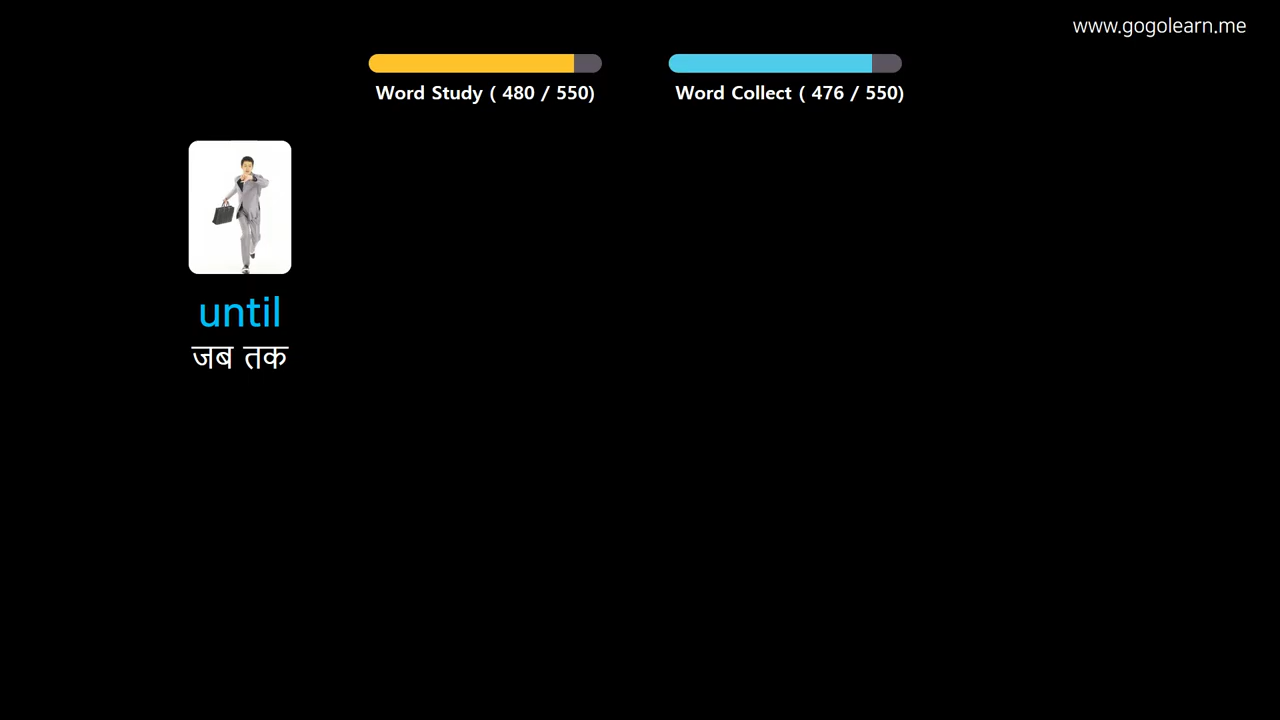 www.gogolearn.me
Word Study ( 480 / 550)
Word Collect ( 476 / 550)
until
जब तक